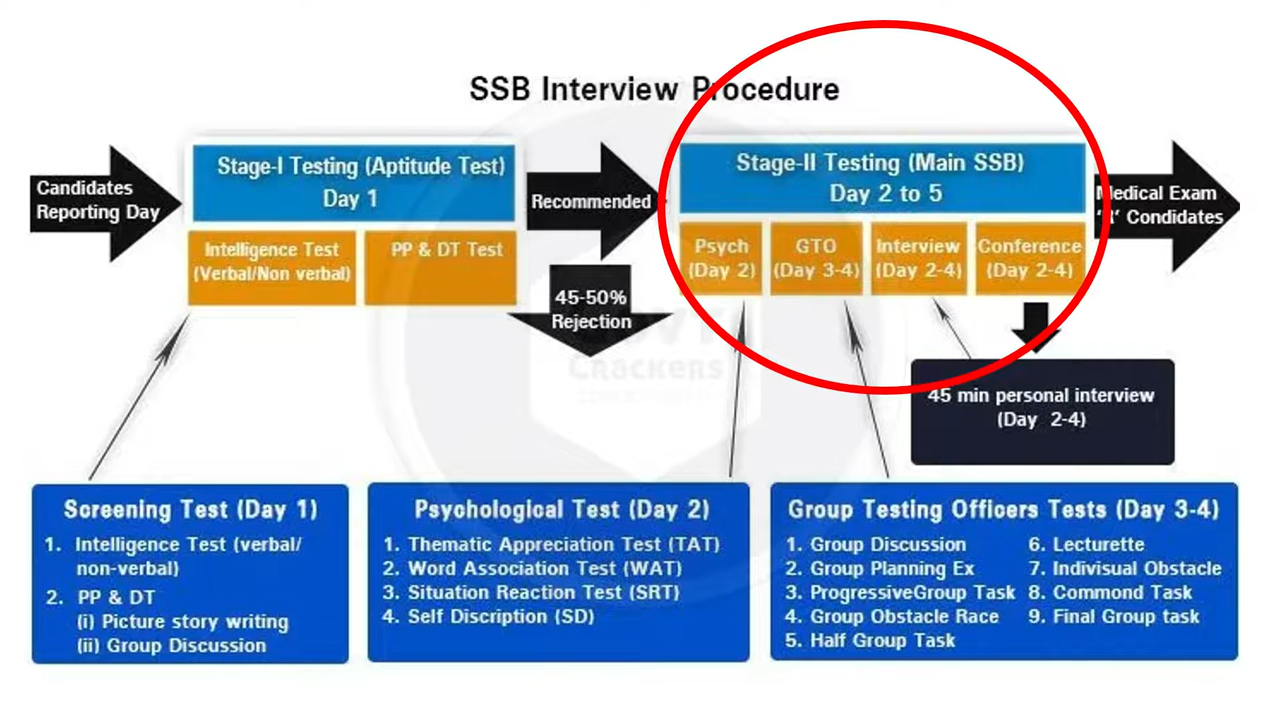 SSB Interview Procedure
Candidates
Reporting Day
Stage-I Testing (Aptitude Test)
Day 1
Intelligence Test
(Verbal/Non verbal)
PP & DT Test
Recommended
45-50%
Rejection
Stage-II Testing (Main SSB)
Day 2 to 5
Psych
(Day 2)
GTO
(Day 3-4)
Interview
(Day 2-4)
Conference
(Day 2-4)
Medical Exam
'R' Candidates
45 min personal interview
(Day 2-4)
Crackers
Screening Test (Day 1)
1. Intelligence Test (verbal/
non-verbal)
2. PP & DT
(i) Picture story writing
(ii) Group Discussion
Psychological Test (Day 2)
1. Thematic Appreciation Test (TAT)
2. Word Association Test (WAT)
3. Situation Reaction Test (SRT)
4. Self Discription (SD)
Group Testing Officers Tests (Day 3-4)
1. Group Discussion
2. Group Planning Ex
3. ProgressiveGroup Task
4. Group Obstacle Race
5. Half Group Task
6. Lecturette
7. Indivisual Obstacle
8. Commond Task
9. Final Group task